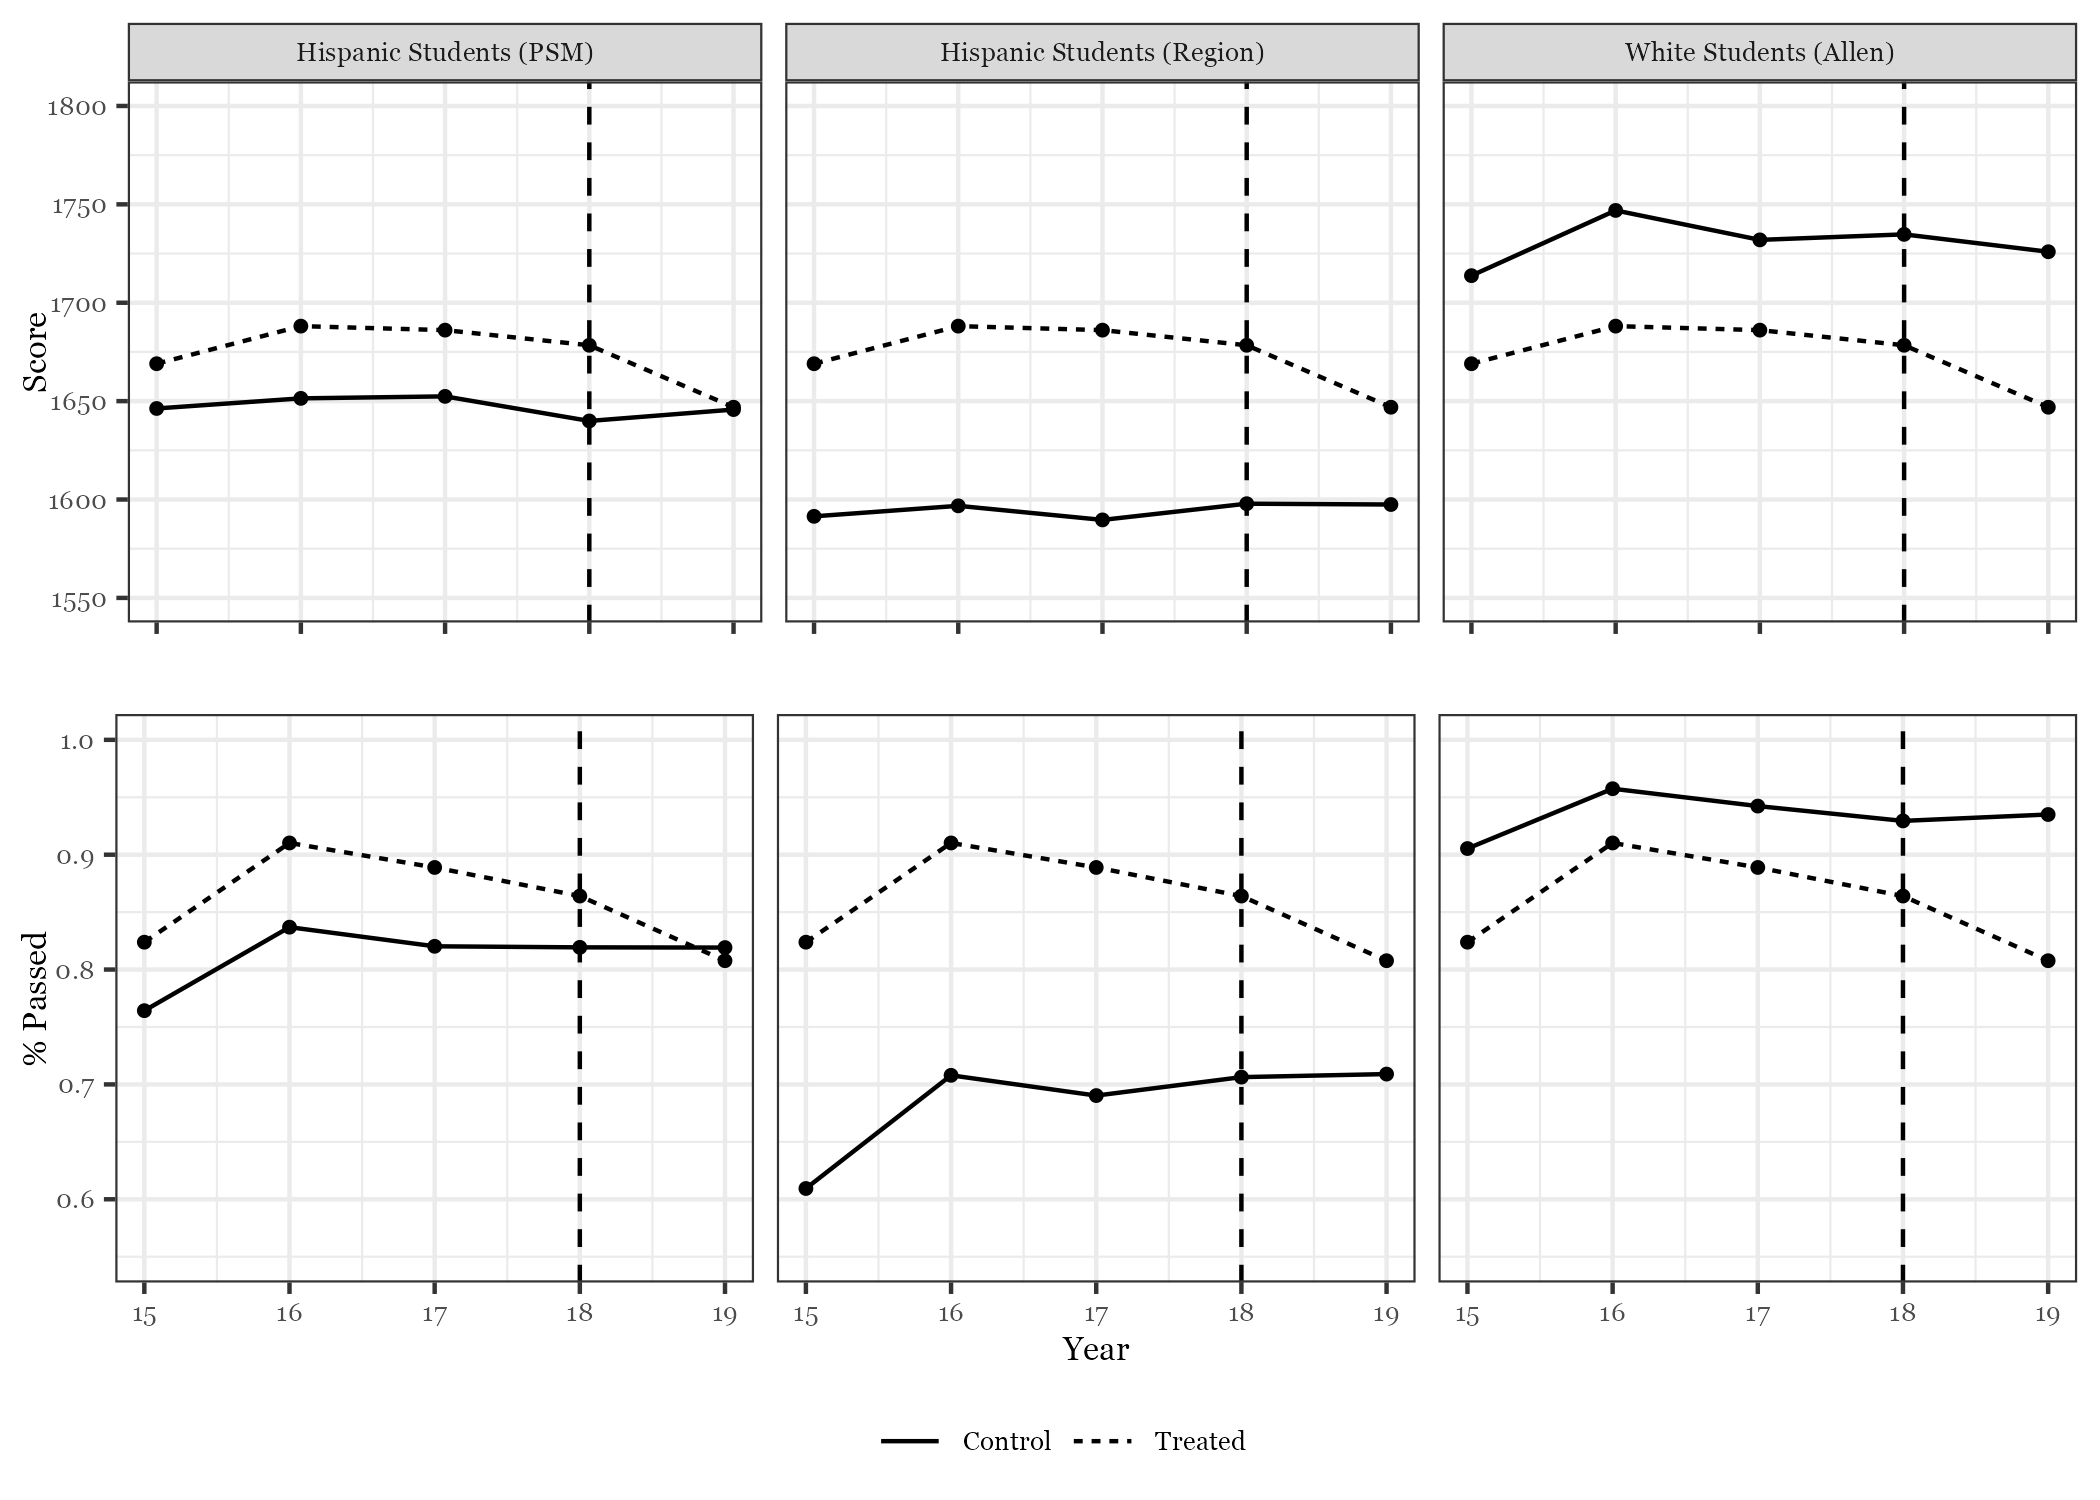 Hispanic Students (PSM) Hispanic Students (Region) White Students (Allen)
1800
1750
1700
1650
1600
1550
Score
1.0
0.9
0.8
0.7
0.6
% Passed
15 16 17 18 19 15 16 17 18 19 15 16 17 18 19
Year
Control Treated